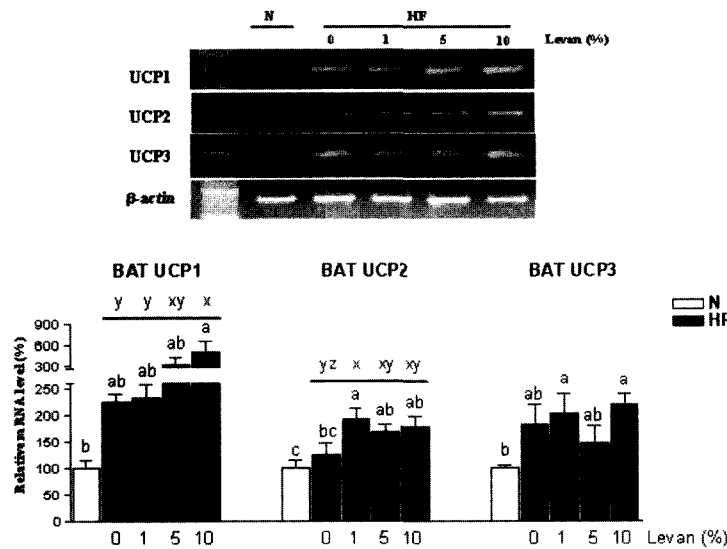 N HF
0 1 5 10 Levan (%)
UCP1
UCP2
UCP3
β-actin
BAT UCP1 BAT UCP2 BAT UCP3
N
HF
y y xy x
yz x xy xy
Relative mRNA level (%)
900
600
300
250
200
150
100
50
0
b ab ab ab a
c bc a ab ab
b ab a ab a
0 1 5 10 0 1 5 10 0 1 5 10 Levan (%)